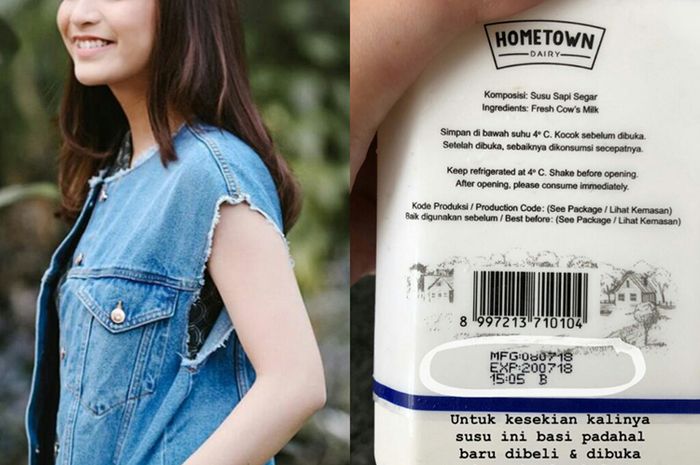 HOMETOWN
DAIRY
Komposisi: Susu Sapi Segar
Ingredients: Fresh Cow's Milk
Simpan di bawah suhu 4º C. Kocok sebelum dibuka.
Setelah dibuka, sebaiknya dikonsumsi secepatnya.
Keep refrigerated at 4º C. Shake before opening.
After opening, please consume immediately.
Kode Produksi / Production Code: (See Package / Lihat Kemasan)
Baik digunakan sebelum / Best before: (See Package / Lihat Kemasan)
8 997213 710104
MFG:080718
EXP:200718
15:05 B
Untuk kesekian kalinya
susu ini basi padahal
baru dibeli & dibuka